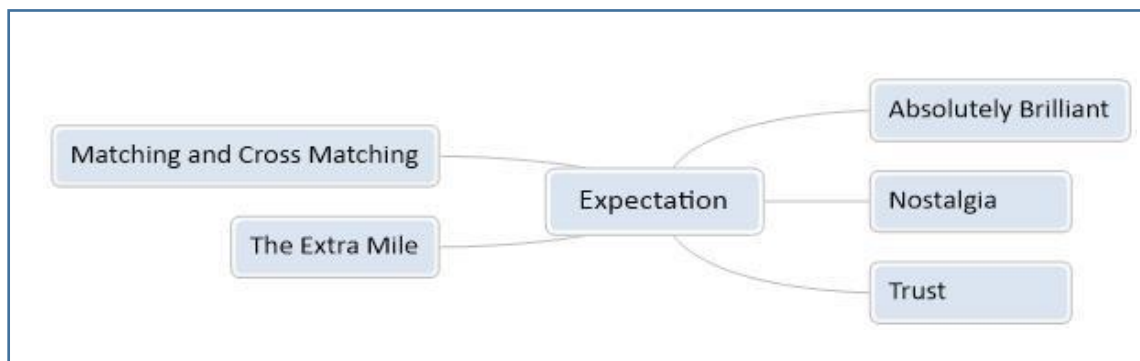 Absolutely Brilliant
Matching and Cross Matching
Expectation
Nostalgia
The Extra Mile
Trust